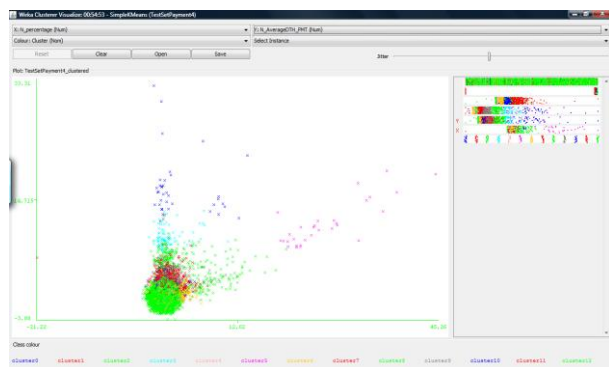 Weka Clusterer Visualize: 00:54:53 - SimpleKMeans (TestSetPayment4)
X: N_percentage (Num)
Y: N_AverageDTH_PMT (Num)
Colour: Cluster (Nom)
Select Instance
Reset
Clear
Open
Save
Jitter
Plot: TestSetPayment4_clustered
Y
X
Class colour
cluster0
cluster1
cluster2
cluster3
cluster4
cluster5
cluster6
cluster7
cluster8
cluster9
cluster10
cluster11
cluster12